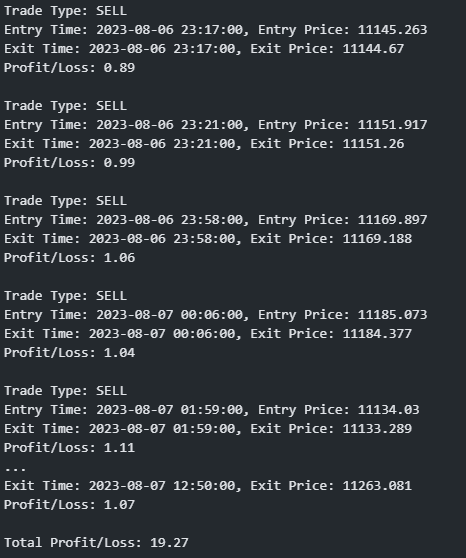 Trade Type: SELL
Entry Time: 2023-08-06 23:17:00, Entry Price: 11145.263
Exit Time: 2023-08-06 23:17:00, Exit Price: 11144.67
Profit/Loss: 0.89

Trade Type: SELL
Entry Time: 2023-08-06 23:21:00, Entry Price: 11151.917
Exit Time: 2023-08-06 23:21:00, Exit Price: 11151.26
Profit/Loss: 0.99

Trade Type: SELL
Entry Time: 2023-08-06 23:58:00, Entry Price: 11169.897
Exit Time: 2023-08-06 23:58:00, Exit Price: 11169.188
Profit/Loss: 1.06

Trade Type: SELL
Entry Time: 2023-08-07 00:06:00, Entry Price: 11185.073
Exit Time: 2023-08-07 00:06:00, Exit Price: 11184.377
Profit/Loss: 1.04

Trade Type: SELL
Entry Time: 2023-08-07 01:59:00, Entry Price: 11134.03
Exit Time: 2023-08-07 01:59:00, Exit Price: 11133.289
Profit/Loss: 1.11
...
Exit Time: 2023-08-07 12:50:00, Exit Price: 11263.081
Profit/Loss: 1.07

Total Profit/Loss: 19.27